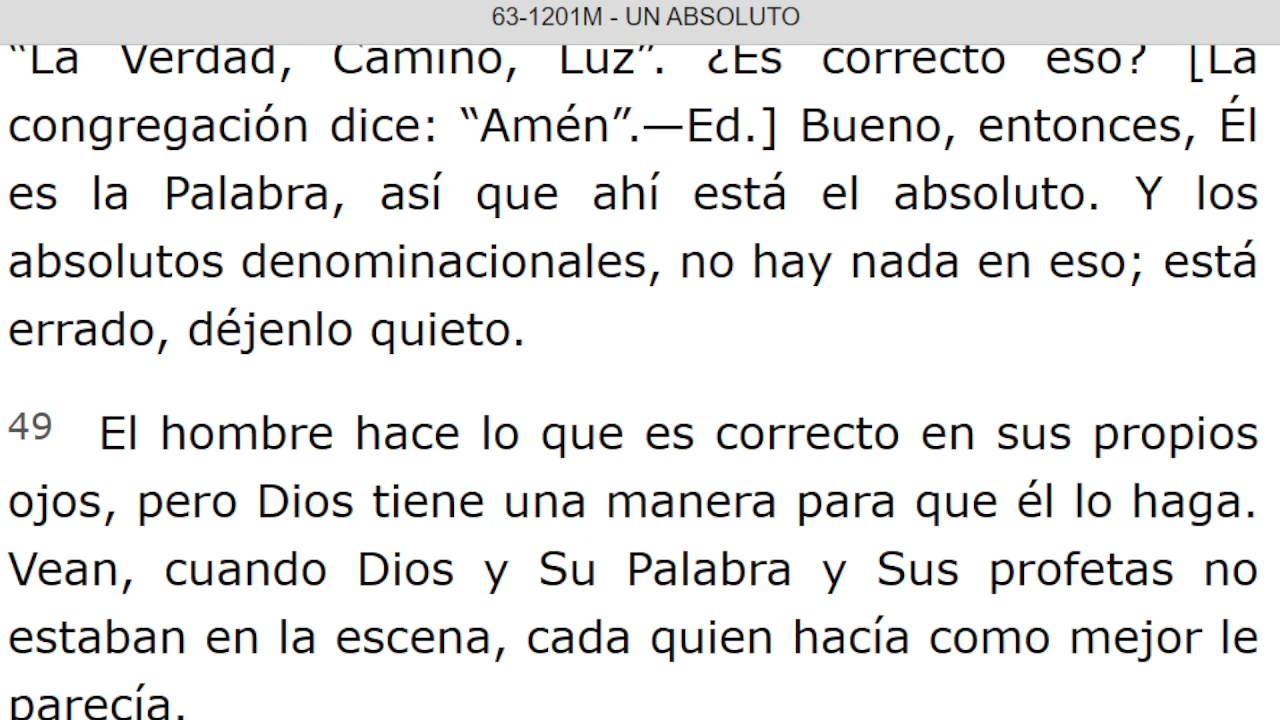 63-1201M - UN ABSOLUTO
“La Verdad, Camino, Luz”. ¿Es correcto eso? [La
congregación dice: “Amén”.—Ed.] Bueno, entonces, Él
es la Palabra, así que ahí está el absoluto. Y los
absolutos denominacionales, no hay nada en eso; está
errado, déjenlo quieto.
49 El hombre hace lo que es correcto en sus propios
ojos, pero Dios tiene una manera para que él lo haga.
Vean, cuando Dios y Su Palabra y Sus profetas no
estaban en la escena, cada quien hacía como mejor le
parecía.